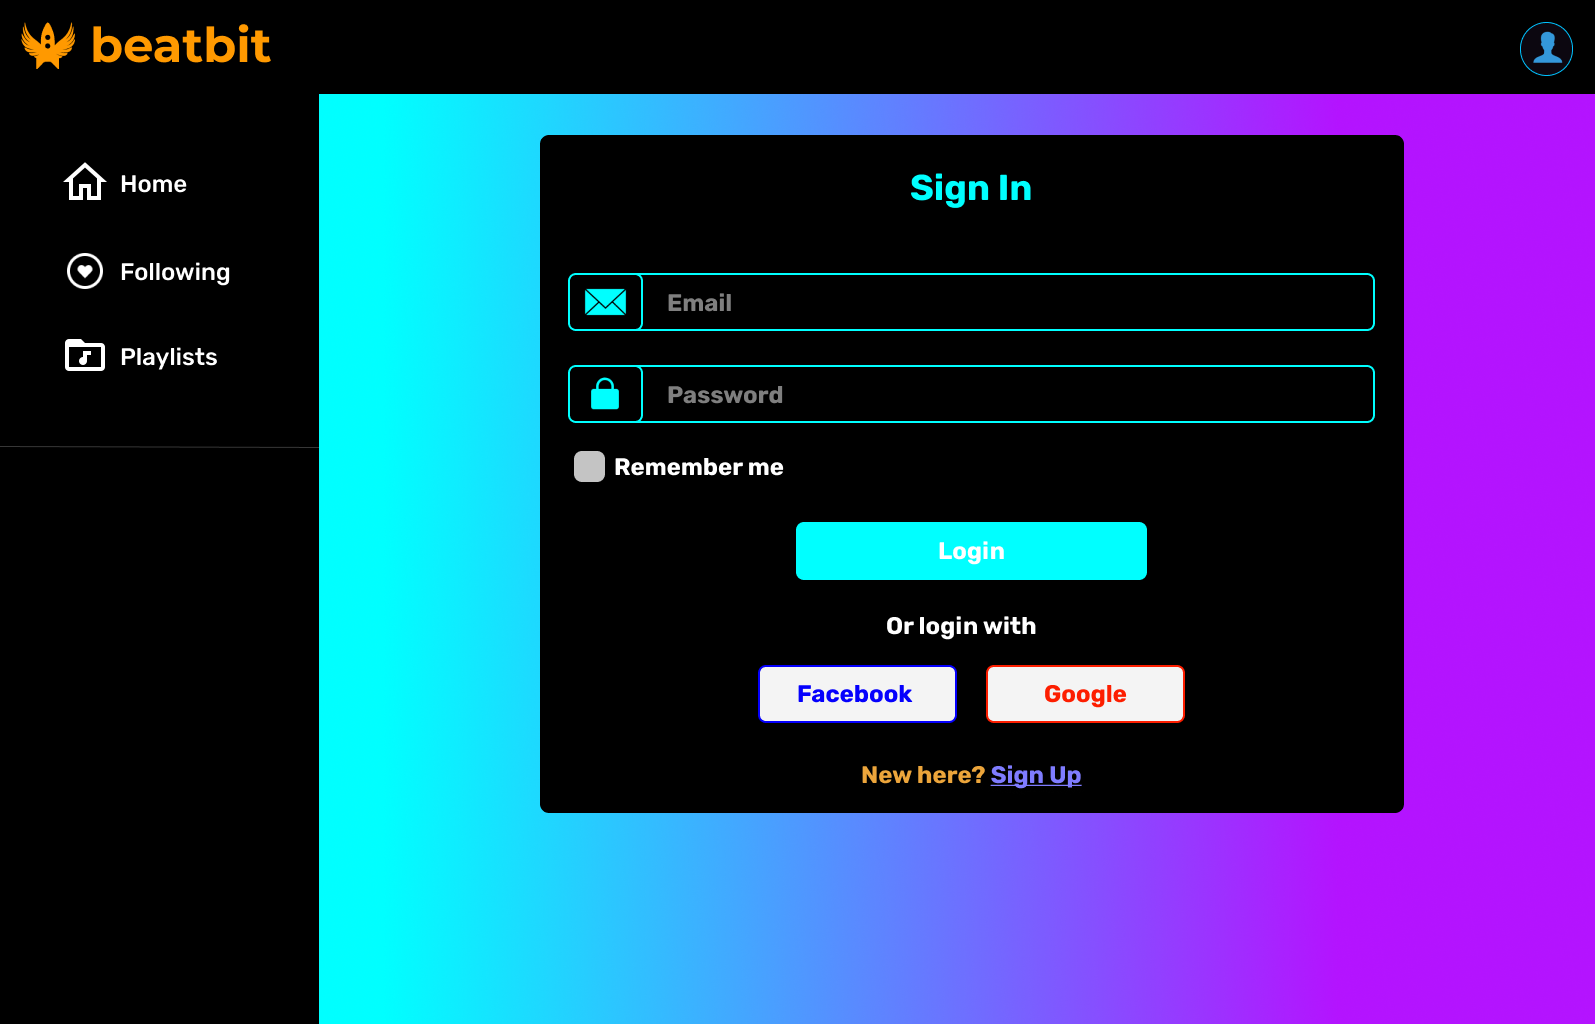 beatbit
Home
Following
Playlists
Sign In
Email
Password
Remember me
Login
Or login with
Facebook
Google
New here? Sign Up